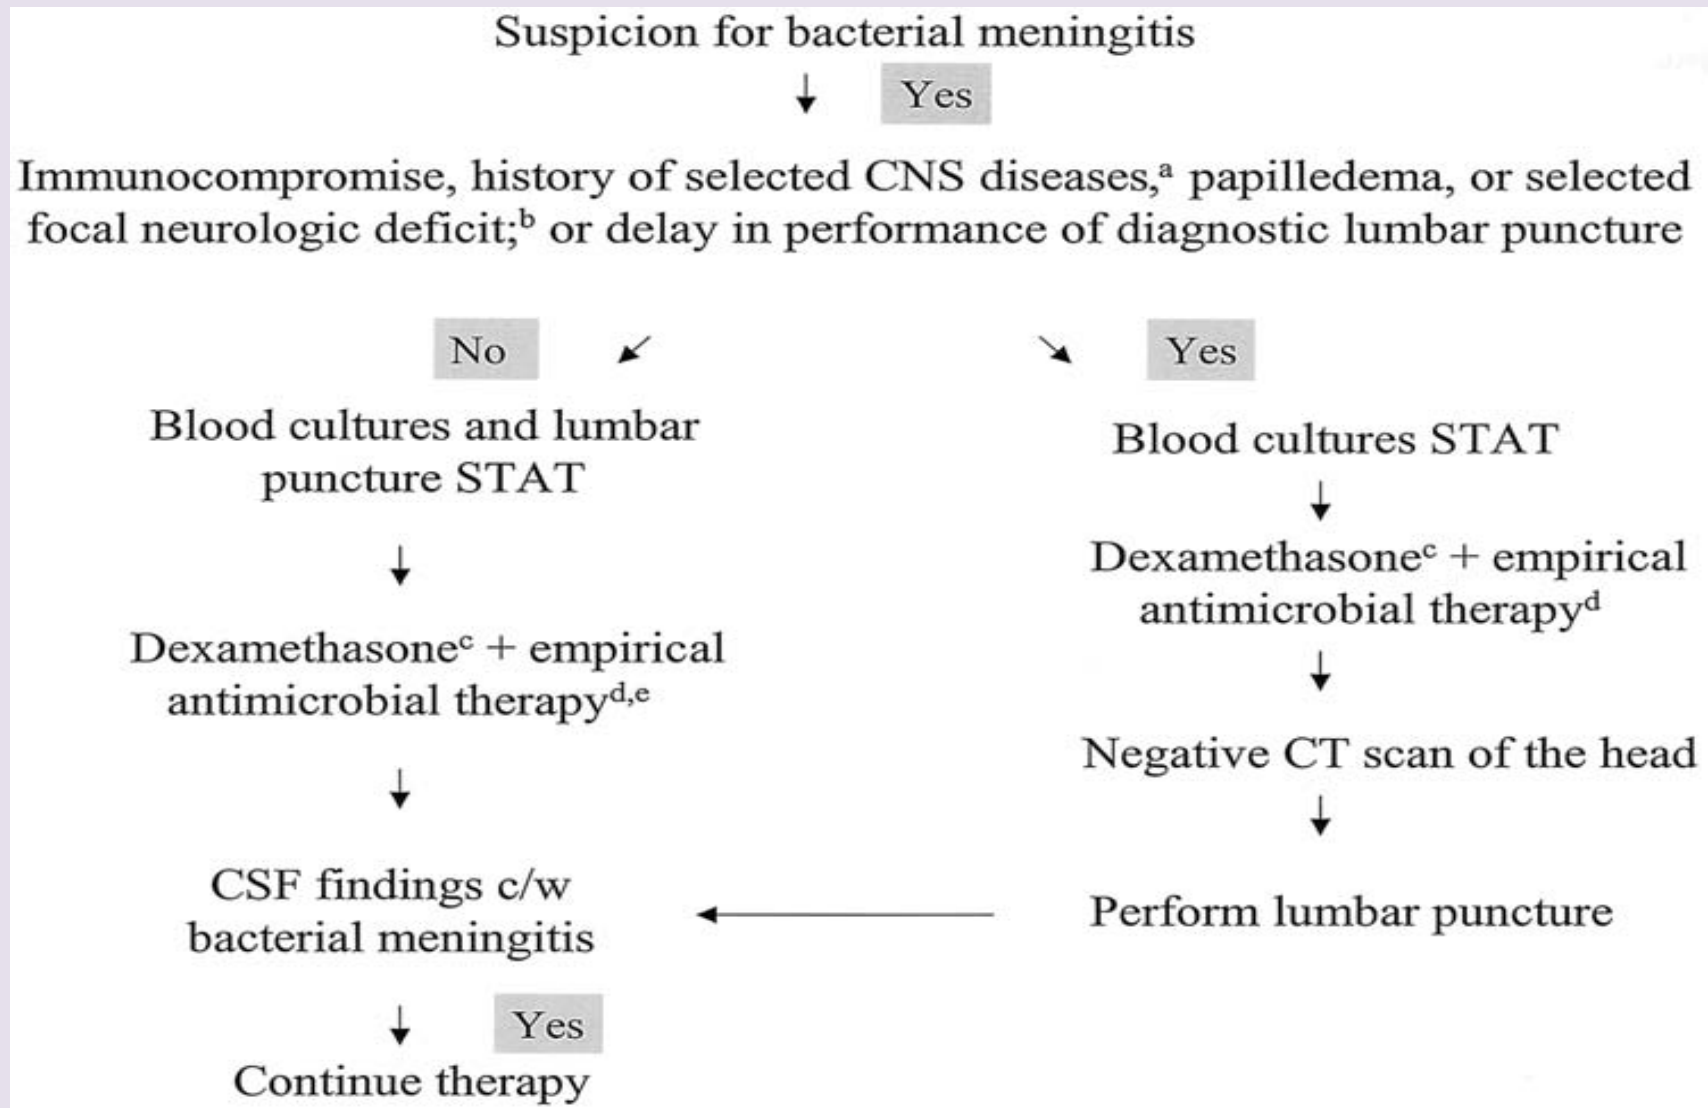 Suspicion for bacterial meningitis
Yes
Immunocompromise, history of selected CNS diseases,ᵃ papilledema, or selected
focal neurologic deficit;ᵇ or delay in performance of diagnostic lumbar puncture
No
Blood cultures and lumbar
puncture STAT
Dexamethasoneᶜ + empirical
antimicrobial therapyᵈ,ᵉ
CSF findings c/w
bacterial meningitis
Yes
Continue therapy
Yes
Blood cultures STAT
Dexamethasoneᶜ + empirical
antimicrobial therapyᵈ
Negative CT scan of the head
Perform lumbar puncture